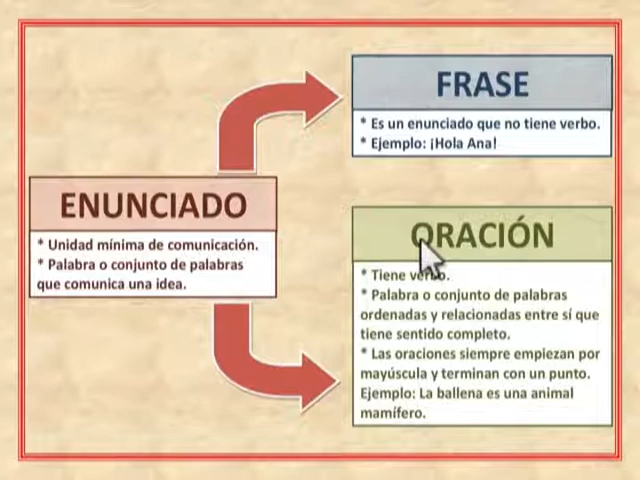 FRASE
* Es un enunciado que no tiene verbo.
* Ejemplo: ¡Hola Ana!
ENUNCIADO
* Unidad mínima de comunicación.
* Palabra o conjunto de palabras
que comunica una idea.
ORACIÓN
* Tiene verbo.
* Palabra o conjunto de palabras
ordenadas y relacionadas entre sí que
tiene sentido completo.
* Las oraciones siempre empiezan por
mayúscula y terminan con un punto.
Ejemplo: La ballena es una animal
mamífero.